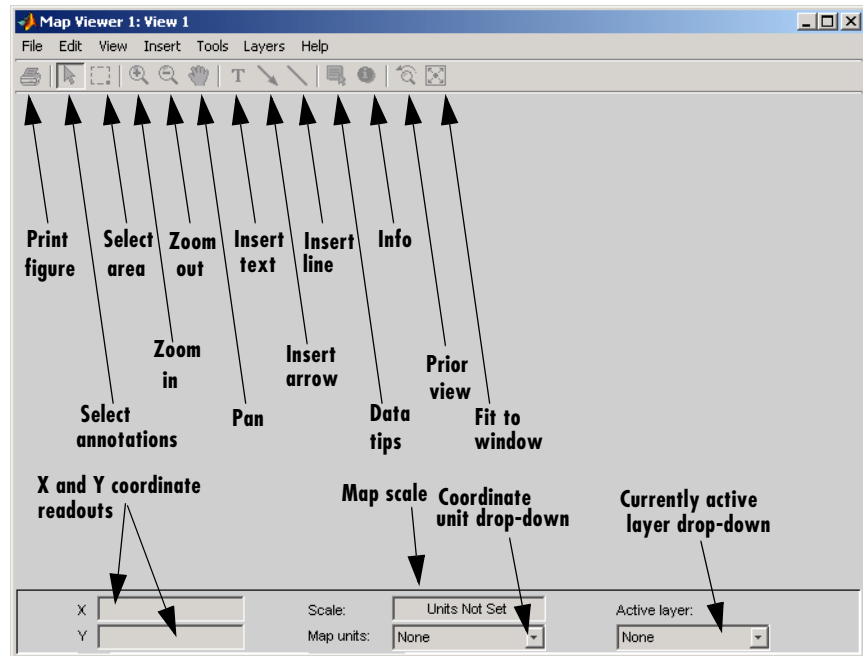 Map Viewer 1: View 1
File Edit View Insert Tools Layers Help
T
Print figure
Select area
Zoom out
Insert text
Insert line
Info
Zoom in
Insert arrow
Prior view
Select annotations
Pan
Data tips
Fit to window
X and Y coordinate readouts
Map scale
Coordinate unit drop-down
Currently active layer drop-down
X
Scale: Units Not Set
Active layer:
Y
Map units: None
None